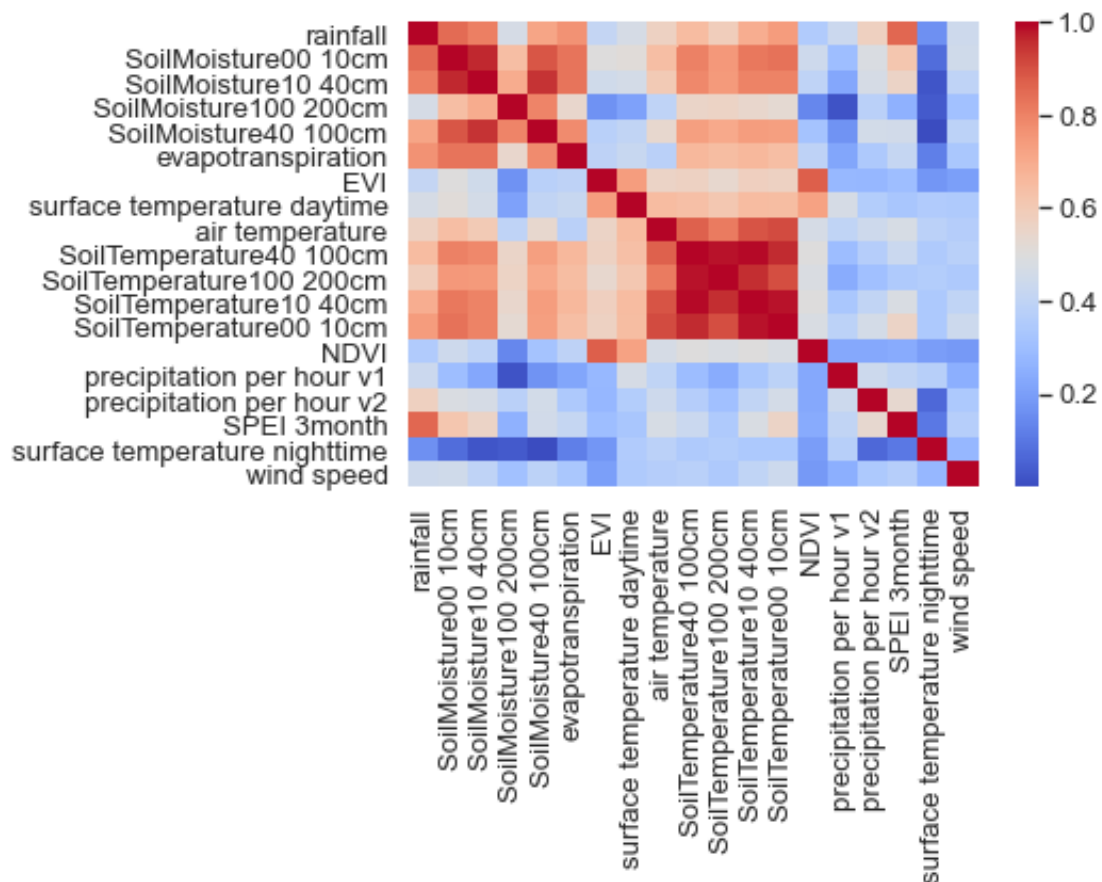 rainfall
SoilMoisture00 10cm
SoilMoisture10 40cm
SoilMoisture100 200cm
SoilMoisture40 100cm
evapotranspiration
EVI
surface temperature daytime
air temperature
SoilTemperature40 100cm
SoilTemperature100 200cm
SoilTemperature10 40cm
SoilTemperature00 10cm
NDVI
precipitation per hour v1
precipitation per hour v2
SPEI 3month
surface temperature nighttime
wind speed
1.0
0.8
0.6
0.4
0.2
rainfall
SoilMoisture00 10cm
SoilMoisture10 40cm
SoilMoisture100 200cm
SoilMoisture40 100cm
evapotranspiration
EVI
surface temperature daytime
air temperature
SoilTemperature40 100cm
SoilTemperature100 200cm
SoilTemperature10 40cm
SoilTemperature00 10cm
NDVI
precipitation per hour v1
precipitation per hour v2
SPEI 3month
surface temperature nighttime
wind speed